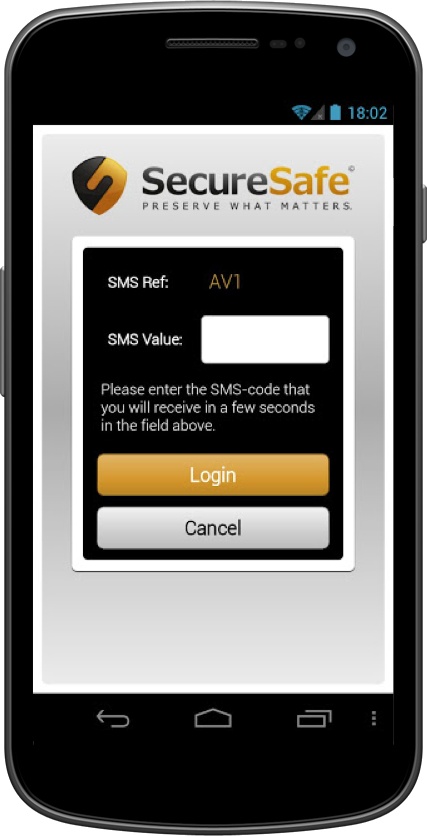 18:02
SecureSafe©
PRESERVE WHAT MATTERS.
SMS Ref: AV1
SMS Value:
Please enter the SMS-code that
you will receive in a few seconds
in the field above.
Login
Cancel